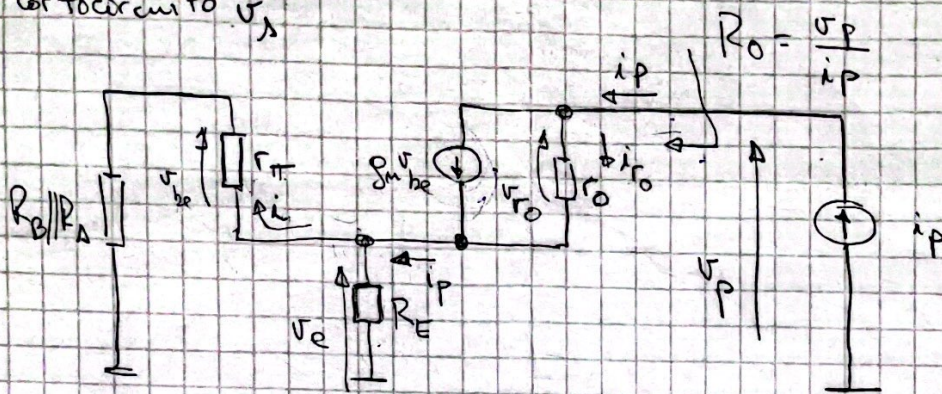 cortocircuito v_s
R_o = v_p / i_p
i_p
R_B||R_s
v_be
r_π
i
g_m v_be
v_ro
r_o
i_ro
v_p
i_p
i_p
v_e
R_E